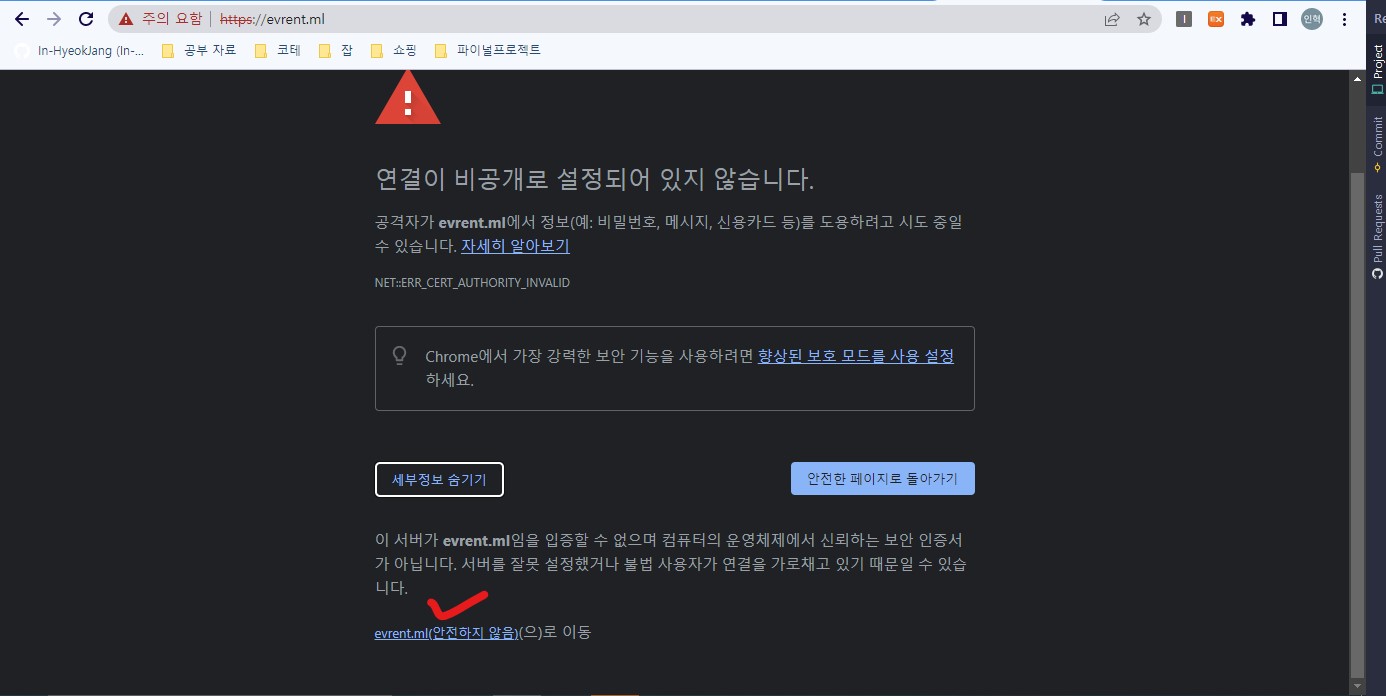 주의 요함 | https://evrent.ml
인혁
Re
In-HyeokJang (In-... 공부 자료 코테 잡 쇼핑 파이널프로젝트
Project
Commit
Pull Requests
연결이 비공개로 설정되어 있지 않습니다.
공격자가 evrent.ml에서 정보(예: 비밀번호, 메시지, 신용카드 등)를 도용하려고 시도 중일
수 있습니다. 자세히 알아보기
NET::ERR_CERT_AUTHORITY_INVALID
Chrome에서 가장 강력한 보안 기능을 사용하려면 향상된 보호 모드를 사용 설정
하세요.
세부정보 숨기기
안전한 페이지로 돌아가기
이 서버가 evrent.ml임을 입증할 수 없으며 컴퓨터의 운영체제에서 신뢰하는 보안 인증서
가 아닙니다. 서버를 잘못 설정했거나 불법 사용자가 연결을 가로채고 있기 때문일 수 있습
니다.
evrent.ml(안전하지 않음)(으)로 이동